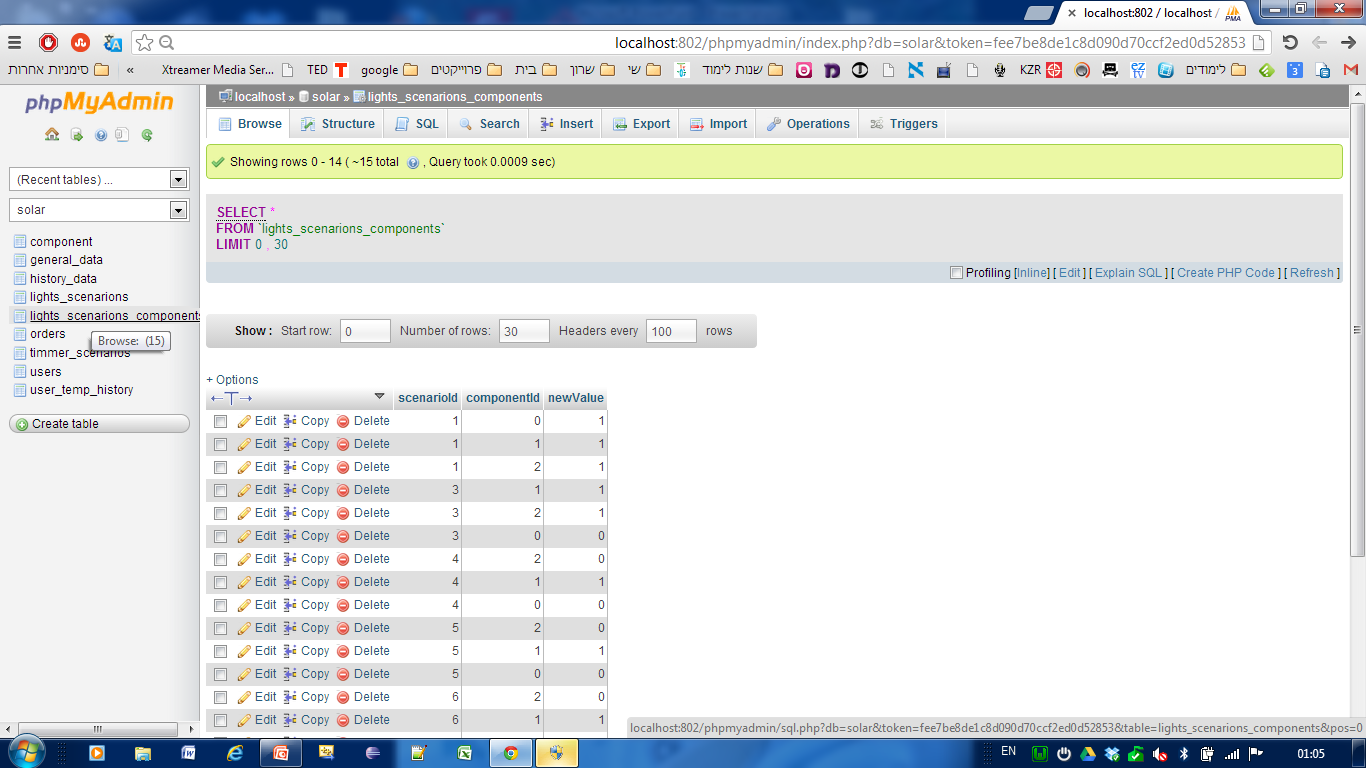 localhost:802 / localhost /
localhost:802/phpmyadmin/index.php?db=solar&token=fee7be8de1c8d090d70ccf2ed0d52853
סימניות אחרות « Xtreamer Media Ser... TED google פרוייקטים בית שרוך שי שנות לימוד KZR לימודים
phpMyAdmin
(Recent tables) ...
solar
component
general_data
history_data
lights_scenarions
lights_scenarions_components
orders
Browse: (15)
timmer_scenarios
users
user_temp_history
Create table
localhost » solar » lights_scenarions_components
Browse Structure SQL Search Insert Export Import Operations Triggers
Showing rows 0 - 14 ( ~15 total , Query took 0.0009 sec)
SELECT *
FROM `lights_scenarions_components`
LIMIT 0 , 30
Profiling [Inline] [ Edit ] [ Explain SQL ] [ Create PHP Code ] [ Refresh ]
Show : Start row: 0 Number of rows: 30 Headers every 100 rows
+ Options
←T→ scenarioId componentId newValue
Edit Copy Delete 1 0 1
Edit Copy Delete 1 1 1
Edit Copy Delete 1 2 1
Edit Copy Delete 3 1 1
Edit Copy Delete 3 2 1
Edit Copy Delete 3 0 0
Edit Copy Delete 4 2 0
Edit Copy Delete 4 1 1
Edit Copy Delete 4 0 0
Edit Copy Delete 5 2 0
Edit Copy Delete 5 1 1
Edit Copy Delete 5 0 0
Edit Copy Delete 6 2 0
Edit Copy Delete 6 1 1
localhost:802/phpmyadmin/sql.php?db=solar&token=fee7be8de1c8d090d70ccf2ed0d52853&table=lights_scenarions_components&pos=0
EN 01:05